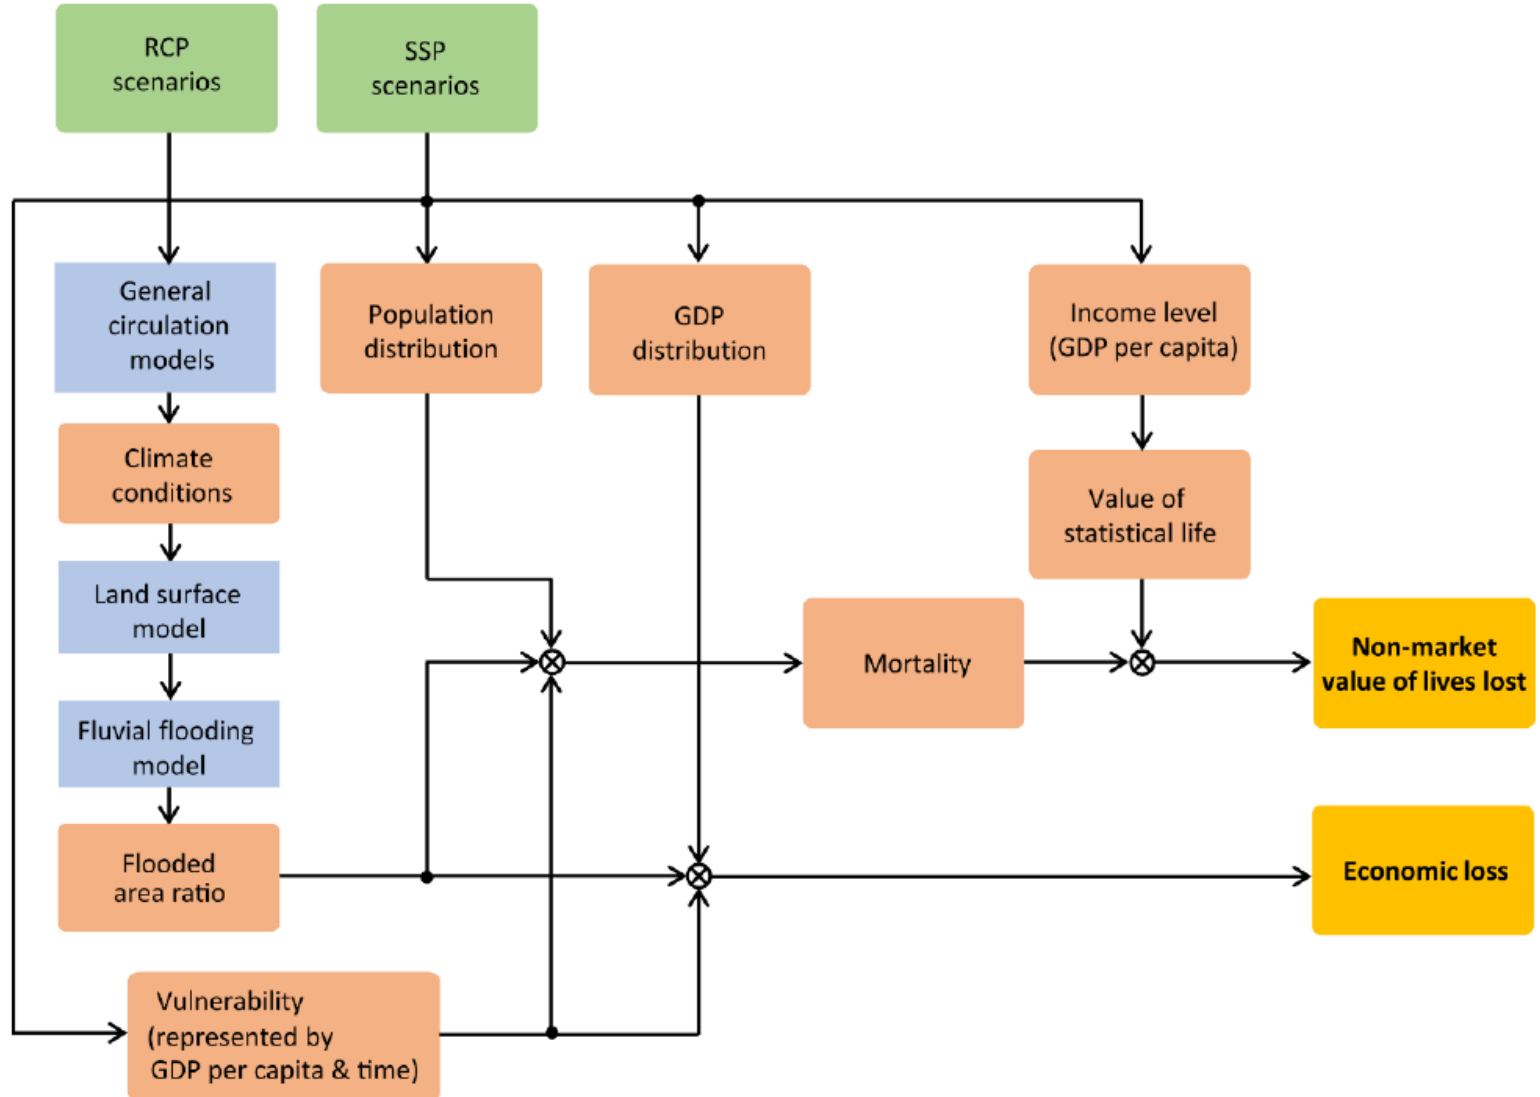 RCP
scenarios
SSP
scenarios
General
circulation
models
Population
distribution
GDP
distribution
Income level
(GDP per capita)
Climate
conditions
Value of
statistical life
Land surface
model
Mortality
Non-market
value of lives lost
Fluvial flooding
model
Flooded
area ratio
Economic loss
Vulnerability
(represented by
GDP per capita & time)